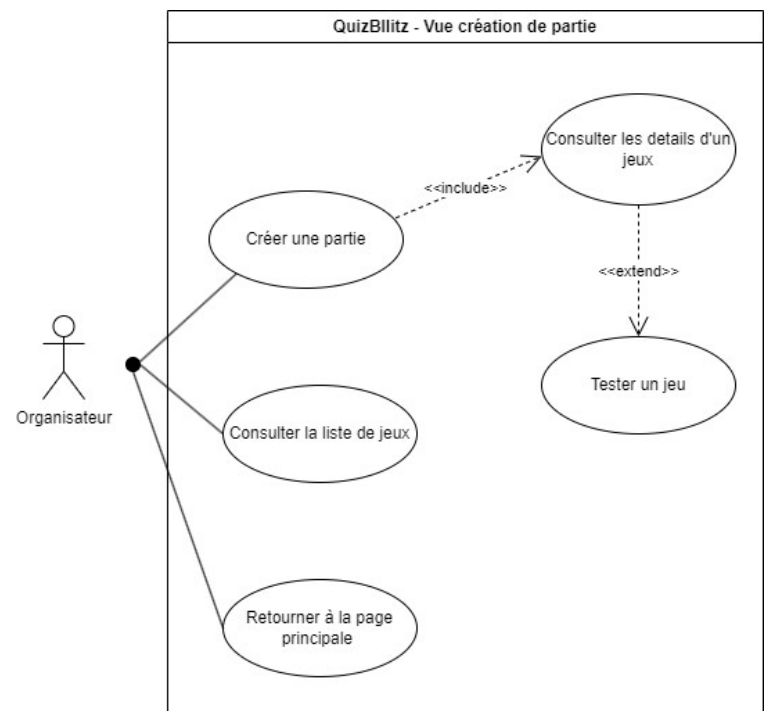 QuizBllitz - Vue création de partie
Consulter les details d'un
jeux
<<include>>
Créer une partie
<<extend>>
Tester un jeu
Organisateur
Consulter la liste de jeux
Retourner à la page
principale